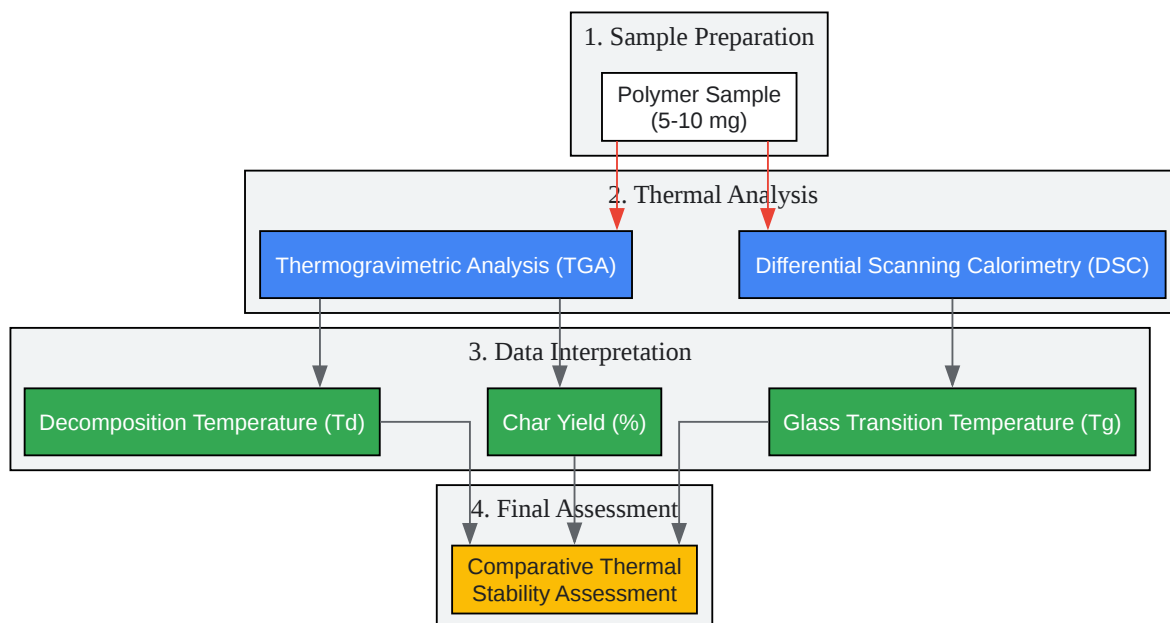 1. Sample Preparation
Polymer Sample
(5-10 mg)
2. Thermal Analysis
Thermogravimetric Analysis (TGA)
Differential Scanning Calorimetry (DSC)
3. Data Interpretation
Decomposition Temperature (Td)
Char Yield (%)
Glass Transition Temperature (Tg)
4. Final Assessment
Comparative Thermal
Stability Assessment